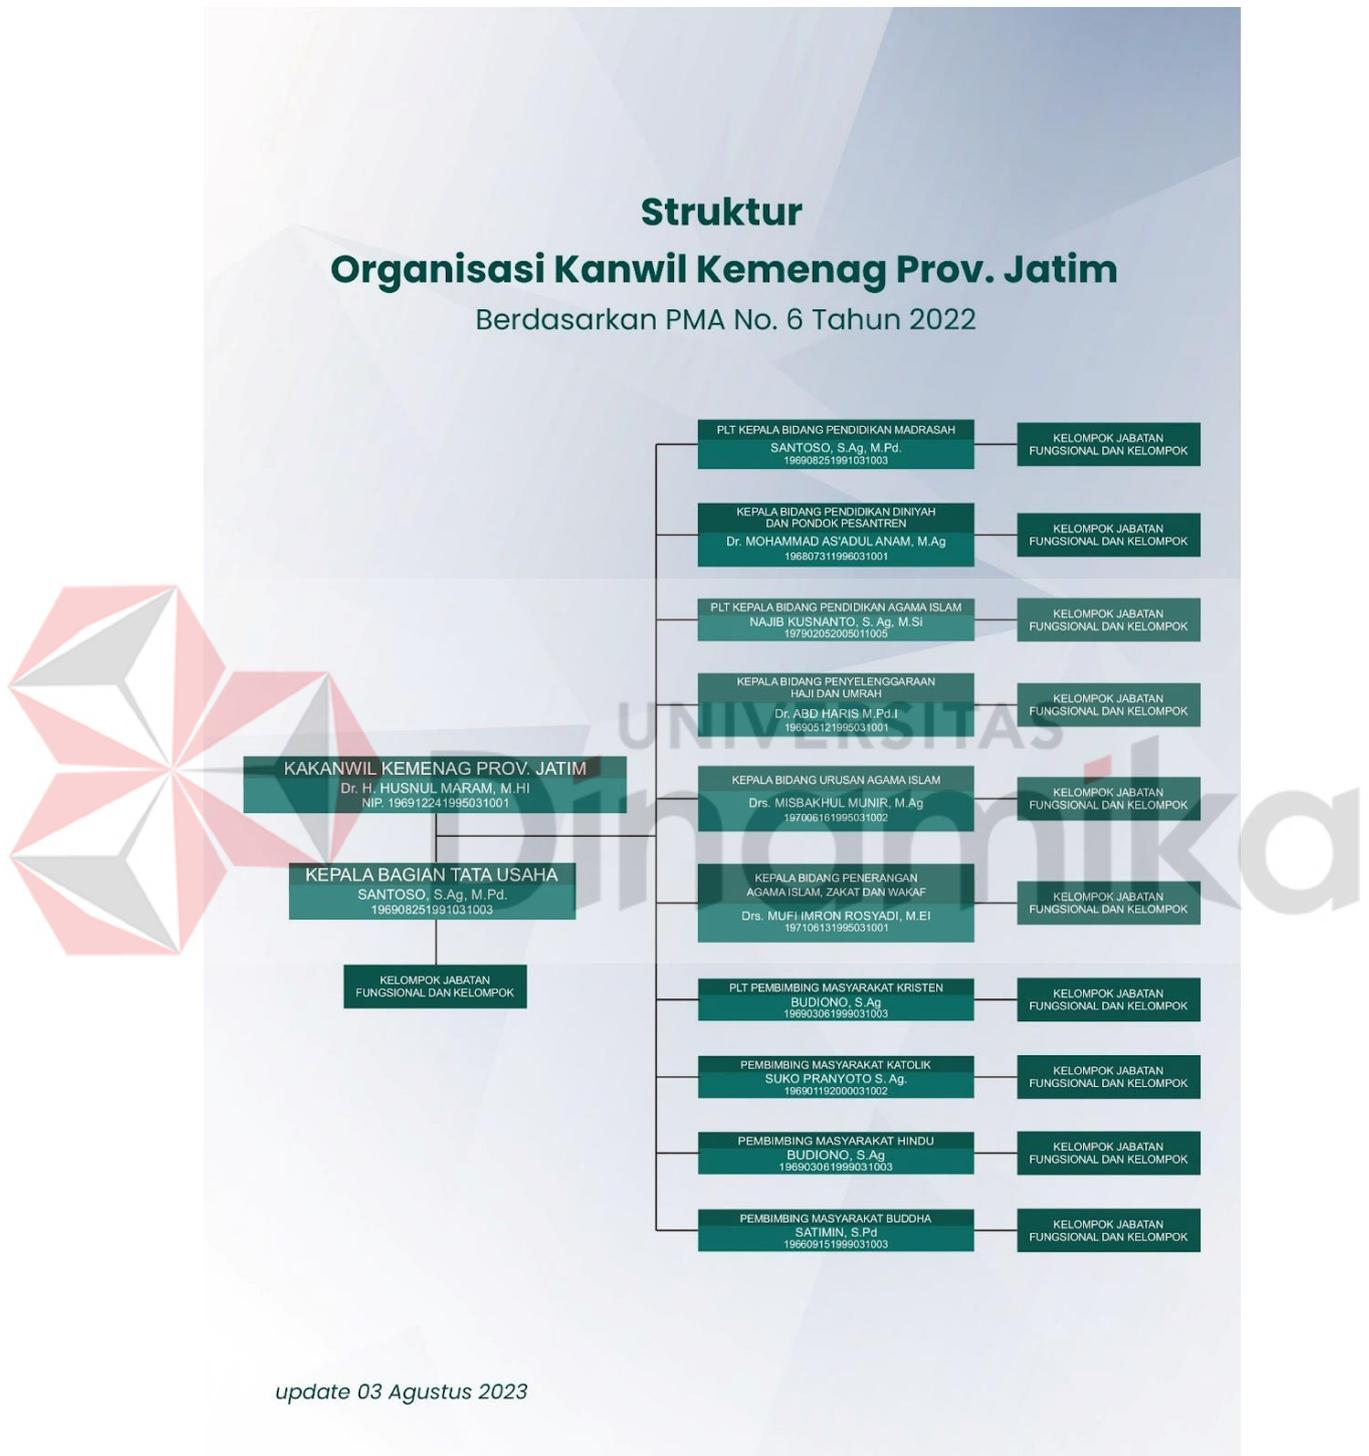 Struktur
Organisasi Kanwil Kemenag Prov. Jatim
Berdasarkan PMA No. 6 Tahun 2022
KAKANWIL KEMENAG PROV. JATIM
Dr. H. HUSNUL MARAM, M.HI
NIP. 196912241995031001
KEPALA BAGIAN TATA USAHA
SANTOSO, S.Ag, M.Pd.
196908251991031003
KELOMPOK JABATAN
FUNGSIONAL DAN KELOMPOK
PLT KEPALA BIDANG PENDIDIKAN MADRASAH
SANTOSO, S.Ag, M.Pd.
196908251991031003
KELOMPOK JABATAN
FUNGSIONAL DAN KELOMPOK
KEPALA BIDANG PENDIDIKAN DINIYAH
DAN PONDOK PESANTREN
Dr. MOHAMMAD AS'ADUL ANAM, M.Ag
196807311996031001
KELOMPOK JABATAN
FUNGSIONAL DAN KELOMPOK
PLT KEPALA BIDANG PENDIDIKAN AGAMA ISLAM
NAJIB KUSNANTO, S. Ag, M.Si
197902052005011005
KELOMPOK JABATAN
FUNGSIONAL DAN KELOMPOK
KEPALA BIDANG PENYELENGGARAAN
HAJI DAN UMRAH
Dr. ABD HARIS M.Pd.I
196905121995031001
KELOMPOK JABATAN
FUNGSIONAL DAN KELOMPOK
KEPALA BIDANG URUSAN AGAMA ISLAM
Drs. MISBAKHUL MUNIR, M.Ag
197006161995031002
KELOMPOK JABATAN
FUNGSIONAL DAN KELOMPOK
KEPALA BIDANG PENERANGAN
AGAMA ISLAM, ZAKAT DAN WAKAF
Drs. MUFI IMRON ROSYADI, M.EI
197106131995031001
KELOMPOK JABATAN
FUNGSIONAL DAN KELOMPOK
PLT PEMBIMBING MASYARAKAT KRISTEN
BUDIONO, S.Ag
196903061999031003
KELOMPOK JABATAN
FUNGSIONAL DAN KELOMPOK
PEMBIMBING MASYARAKAT KATOLIK
SUKO PRANYOTO S. Ag.
196901192000031002
KELOMPOK JABATAN
FUNGSIONAL DAN KELOMPOK
PEMBIMBING MASYARAKAT HINDU
BUDIONO, S.Ag
196903061999031003
KELOMPOK JABATAN
FUNGSIONAL DAN KELOMPOK
PEMBIMBING MASYARAKAT BUDDHA
SATIMIN, S.Pd
196609151999031003
KELOMPOK JABATAN
FUNGSIONAL DAN KELOMPOK
UNIVERSITAS
Dinamika
update 03 Agustus 2023